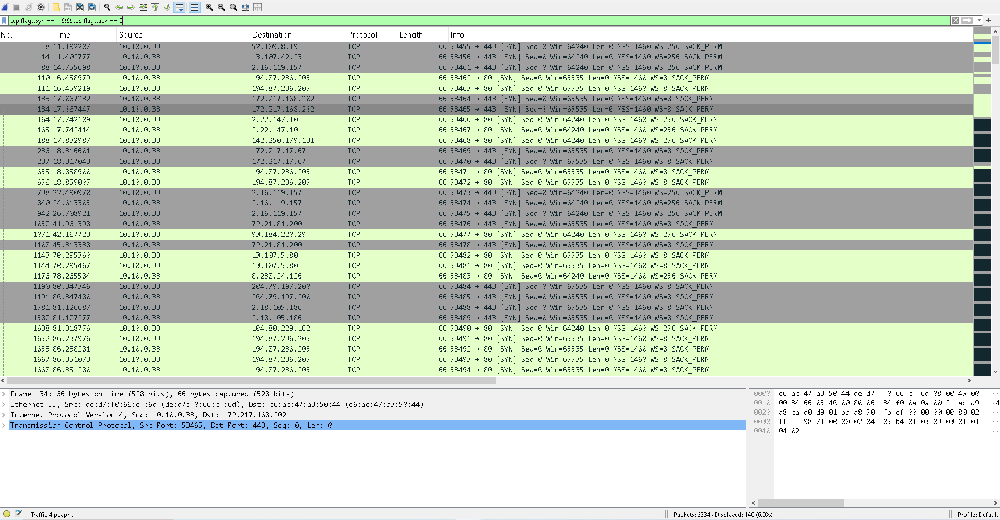 tcp.flags.syn == 1 && tcp.flags.ack == 0
No. Time Source Destination Protocol Length Info
8 11.192207 10.10.0.33 52.109.8.19 TCP 66 53455 → 443 [SYN] Seq=0 Win=64240 Len=0 MSS=1460 WS=256 SACK_PERM
14 11.402777 10.10.0.33 13.107.42.23 TCP 66 53456 → 443 [SYN] Seq=0 Win=64240 Len=0 MSS=1460 WS=256 SACK_PERM
88 14.755698 10.10.0.33 2.16.119.157 TCP 66 53461 → 443 [SYN] Seq=0 Win=64240 Len=0 MSS=1460 WS=256 SACK_PERM
110 16.458979 10.10.0.33 194.87.236.205 TCP 66 53462 → 80 [SYN] Seq=0 Win=65535 Len=0 MSS=1460 WS=8 SACK_PERM
111 16.459219 10.10.0.33 194.87.236.205 TCP 66 53463 → 80 [SYN] Seq=0 Win=65535 Len=0 MSS=1460 WS=8 SACK_PERM
133 17.067232 10.10.0.33 172.217.168.202 TCP 66 53464 → 443 [SYN] Seq=0 Win=65535 Len=0 MSS=1460 WS=8 SACK_PERM
134 17.067447 10.10.0.33 172.217.168.202 TCP 66 53465 → 443 [SYN] Seq=0 Win=65535 Len=0 MSS=1460 WS=8 SACK_PERM
164 17.742109 10.10.0.33 2.22.147.10 TCP 66 53466 → 80 [SYN] Seq=0 Win=64240 Len=0 MSS=1460 WS=256 SACK_PERM
165 17.742414 10.10.0.33 2.22.147.10 TCP 66 53467 → 80 [SYN] Seq=0 Win=64240 Len=0 MSS=1460 WS=256 SACK_PERM
188 17.832987 10.10.0.33 142.250.179.131 TCP 66 53468 → 80 [SYN] Seq=0 Win=64240 Len=0 MSS=1460 WS=256 SACK_PERM
236 18.316601 10.10.0.33 172.217.17.67 TCP 66 53469 → 443 [SYN] Seq=0 Win=65535 Len=0 MSS=1460 WS=8 SACK_PERM
237 18.317043 10.10.0.33 172.217.17.67 TCP 66 53470 → 443 [SYN] Seq=0 Win=65535 Len=0 MSS=1460 WS=8 SACK_PERM
655 18.858900 10.10.0.33 194.87.236.205 TCP 66 53471 → 80 [SYN] Seq=0 Win=65535 Len=0 MSS=1460 WS=8 SACK_PERM
656 18.859007 10.10.0.33 194.87.236.205 TCP 66 53472 → 80 [SYN] Seq=0 Win=65535 Len=0 MSS=1460 WS=8 SACK_PERM
738 22.490970 10.10.0.33 2.16.119.157 TCP 66 53473 → 443 [SYN] Seq=0 Win=64240 Len=0 MSS=1460 WS=256 SACK_PERM
840 24.613305 10.10.0.33 2.16.119.157 TCP 66 53474 → 443 [SYN] Seq=0 Win=64240 Len=0 MSS=1460 WS=256 SACK_PERM
942 26.708921 10.10.0.33 2.16.119.157 TCP 66 53475 → 443 [SYN] Seq=0 Win=64240 Len=0 MSS=1460 WS=256 SACK_PERM
1052 41.961398 10.10.0.33 72.21.81.200 TCP 66 53476 → 443 [SYN] Seq=0 Win=65535 Len=0 MSS=1460 WS=8 SACK_PERM
1071 42.167723 10.10.0.33 93.184.220.29 TCP 66 53477 → 80 [SYN] Seq=0 Win=64240 Len=0 MSS=1460 WS=256 SACK_PERM
1108 45.313338 10.10.0.33 72.21.81.200 TCP 66 53478 → 443 [SYN] Seq=0 Win=65535 Len=0 MSS=1460 WS=8 SACK_PERM
1143 70.295360 10.10.0.33 13.107.5.80 TCP 66 53482 → 80 [SYN] Seq=0 Win=65535 Len=0 MSS=1460 WS=8 SACK_PERM
1144 70.295467 10.10.0.33 13.107.5.80 TCP 66 53481 → 80 [SYN] Seq=0 Win=65535 Len=0 MSS=1460 WS=8 SACK_PERM
1176 78.265584 10.10.0.33 8.238.24.126 TCP 66 53483 → 80 [SYN] Seq=0 Win=64240 Len=0 MSS=1460 WS=256 SACK_PERM
1190 80.347346 10.10.0.33 204.79.197.200 TCP 66 53484 → 443 [SYN] Seq=0 Win=65535 Len=0 MSS=1460 WS=8 SACK_PERM
1191 80.347480 10.10.0.33 204.79.197.200 TCP 66 53485 → 443 [SYN] Seq=0 Win=65535 Len=0 MSS=1460 WS=8 SACK_PERM
1581 81.126687 10.10.0.33 2.18.105.186 TCP 66 53488 → 443 [SYN] Seq=0 Win=65535 Len=0 MSS=1460 WS=8 SACK_PERM
1582 81.127277 10.10.0.33 2.18.105.186 TCP 66 53489 → 443 [SYN] Seq=0 Win=65535 Len=0 MSS=1460 WS=8 SACK_PERM
1638 81.318776 10.10.0.33 104.80.229.162 TCP 66 53490 → 80 [SYN] Seq=0 Win=64240 Len=0 MSS=1460 WS=256 SACK_PERM
1652 86.237976 10.10.0.33 194.87.236.205 TCP 66 53491 → 80 [SYN] Seq=0 Win=65535 Len=0 MSS=1460 WS=8 SACK_PERM
1653 86.238281 10.10.0.33 194.87.236.205 TCP 66 53492 → 80 [SYN] Seq=0 Win=65535 Len=0 MSS=1460 WS=8 SACK_PERM
1667 86.351073 10.10.0.33 194.87.236.205 TCP 66 53493 → 80 [SYN] Seq=0 Win=65535 Len=0 MSS=1460 WS=8 SACK_PERM
1668 86.351280 10.10.0.33 194.87.236.205 TCP 66 53494 → 80 [SYN] Seq=0 Win=65535 Len=0 MSS=1460 WS=8 SACK_PERM
Frame 134: 66 bytes on wire (528 bits), 66 bytes captured (528 bits)
Ethernet II, Src: de:d7:f0:66:cf:6d (de:d7:f0:66:cf:6d), Dst: c6:ac:47:a3:50:44 (c6:ac:47:a3:50:44)
Internet Protocol Version 4, Src: 10.10.0.33, Dst: 172.217.168.202
Transmission Control Protocol, Src Port: 53465, Dst Port: 443, Seq: 0, Len: 0
0000 c6 ac 47 a3 50 44 de d7 f0 66 cf 6d 08 00 45 00 ··
0010 00 34 66 05 40 00 80 06 34 f0 0a 0a 00 21 ac d9 ·4
0020 a8 ca d0 d9 01 bb a8 50 fb ef 00 00 00 00 80 02 ··
0030 ff ff 98 71 00 00 02 04 05 b4 01 03 03 03 01 01 ··
0040 04 02 ··
Traffic 4.pcapng
Packets: 2334 · Displayed: 140 (6.0%)
Profile: Default